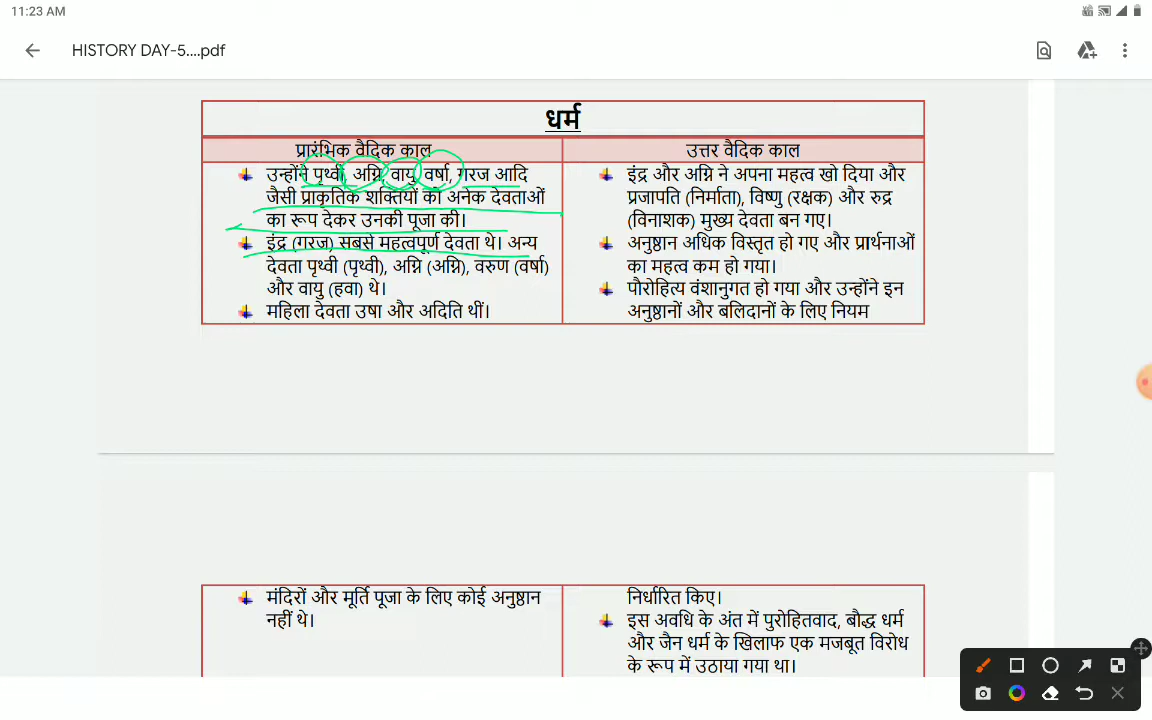 11:23 AM
HISTORY DAY-5....pdf
धर्म
प्रारंभिक वैदिक काल
उन्होंने पृथ्वी, अग्नि, वायु, वर्षा, गरज आदि
जैसी प्राकृतिक शक्तियों को अनेक देवताओं
का रूप देकर उनकी पूजा की।
इंद्र (गरज) सबसे महत्वपूर्ण देवता थे। अन्य
देवता पृथ्वी (पृथ्वी), अग्नि (अग्नि), वरुण (वर्षा)
और वायु (हवा) थे।
महिला देवता उषा और अदिति थीं।
उत्तर वैदिक काल
इंद्र और अग्नि ने अपना महत्व खो दिया और
प्रजापति (निर्माता), विष्णु (रक्षक) और रुद्र
(विनाशक) मुख्य देवता बन गए।
अनुष्ठान अधिक विस्तृत हो गए और प्रार्थनाओं
का महत्व कम हो गया।
पौरोहित्य वंशानुगत हो गया और उन्होंने इन
अनुष्ठानों और बलिदानों के लिए नियम
मंदिरों और मूर्ति पूजा के लिए कोई अनुष्ठान
नहीं थे।
निर्धारित किए।
इस अवधि के अंत में पुरोहितवाद, बौद्ध धर्म
और जैन धर्म के खिलाफ एक मजबूत विरोध
के रूप में उठाया गया था।